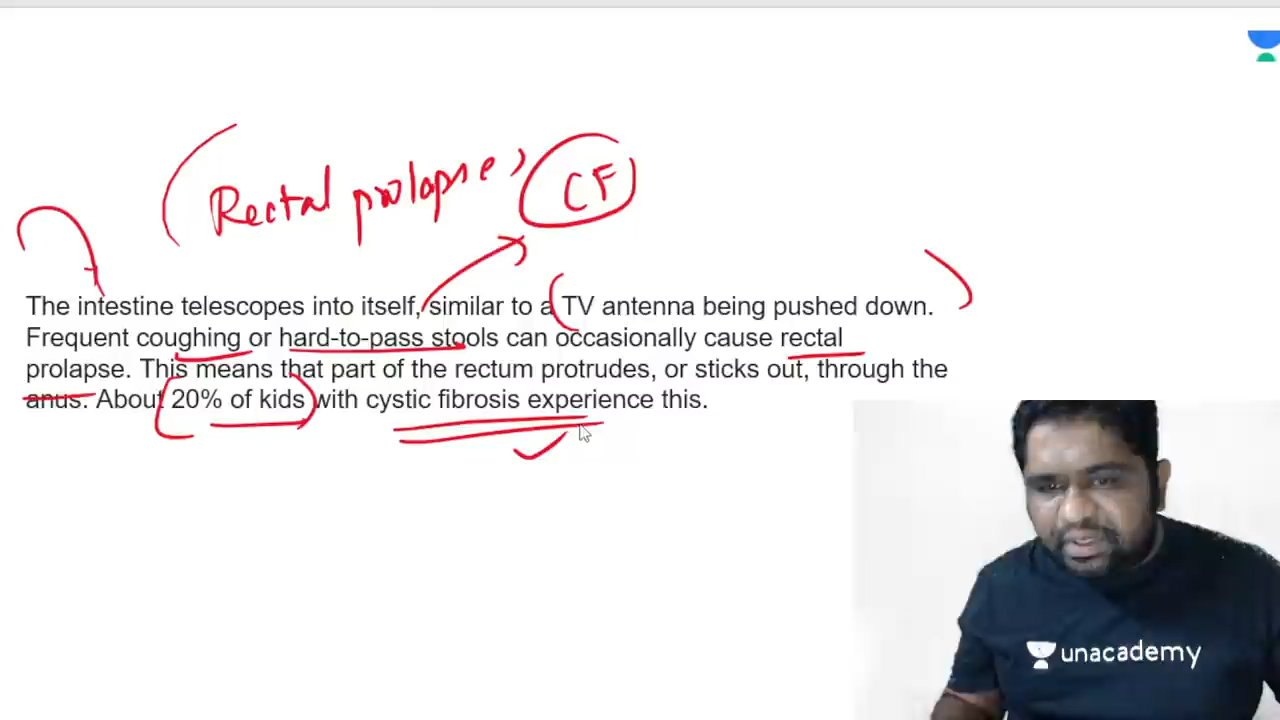 Rectal prolapse, CF
The intestine telescopes into itself, similar to a TV antenna being pushed down.
Frequent coughing or hard-to-pass stools can occasionally cause rectal
prolapse. This means that part of the rectum protrudes, or sticks out, through the
anus. About 20% of kids with cystic fibrosis experience this.
unacademy